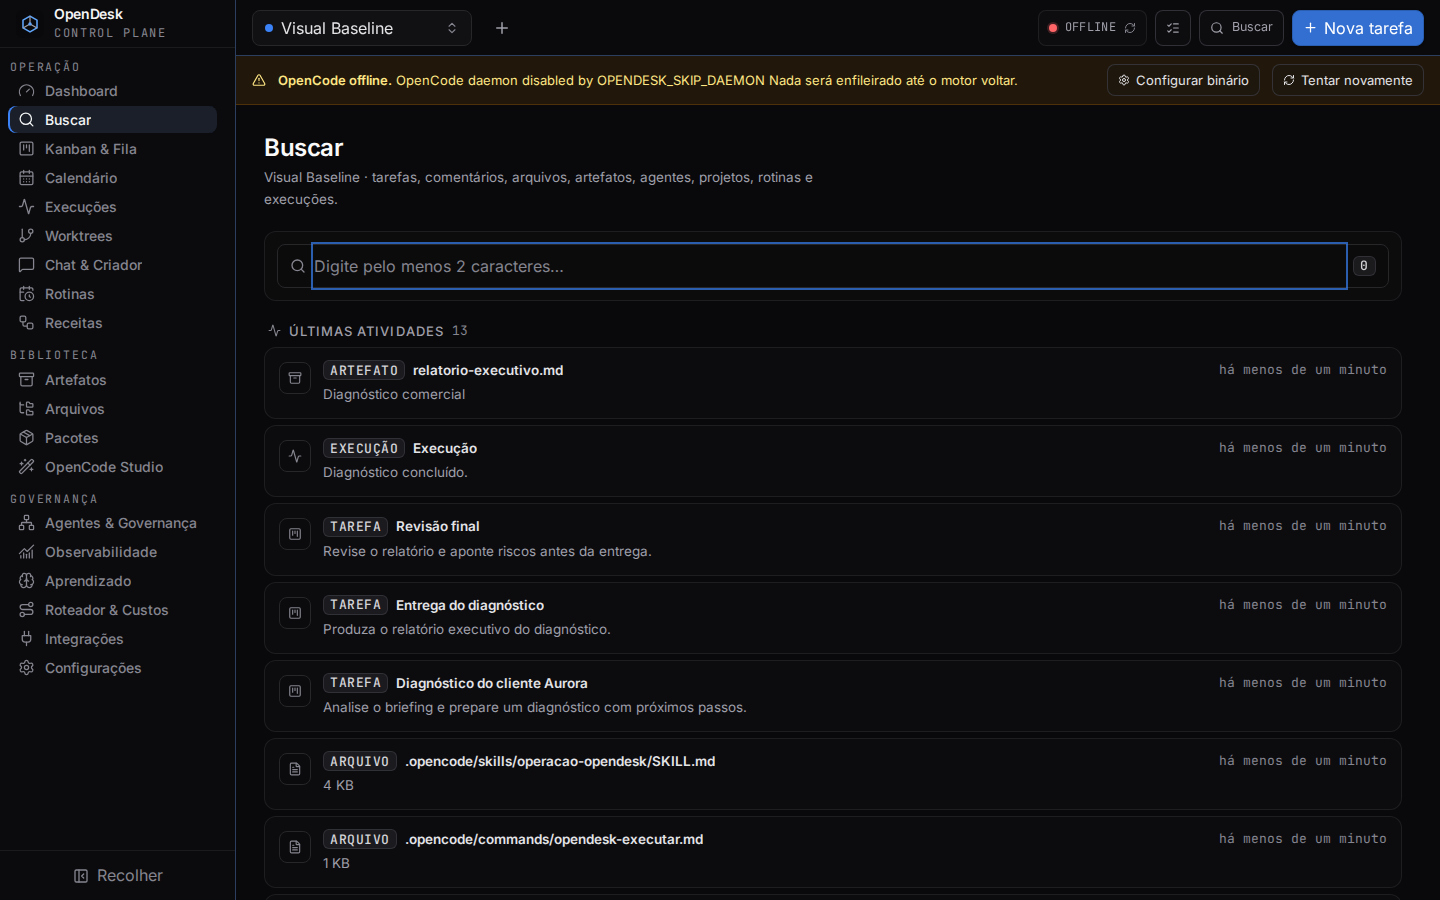 OpenDesk
CONTROL PLANE
OPERAÇÃO
Dashboard
Buscar
Kanban & Fila
Calendário
Execuções
Worktrees
Chat & Criador
Rotinas
Receitas
BIBLIOTECA
Artefatos
Arquivos
Pacotes
OpenCode Studio
GOVERNANÇA
Agentes & Governança
Observabilidade
Aprendizado
Roteador & Custos
Integrações
Configurações
Recolher
Visual Baseline
OFFLINE
Buscar
Nova tarefa
OpenCode offline. OpenCode daemon disabled by OPENDESK_SKIP_DAEMON Nada será enfileirado até o motor voltar.
Configurar binário
Tentar novamente
Buscar
Visual Baseline · tarefas, comentários, arquivos, artefatos, agentes, projetos, rotinas e
execuções.
Digite pelo menos 2 caracteres...
0
ÚLTIMAS ATIVIDADES 13
ARTEFATO relatorio-executivo.md há menos de um minuto
Diagnóstico comercial
EXECUÇÃO Execução há menos de um minuto
Diagnóstico concluído.
TAREFA Revisão final há menos de um minuto
Revise o relatório e aponte riscos antes da entrega.
TAREFA Entrega do diagnóstico há menos de um minuto
Produza o relatório executivo do diagnóstico.
TAREFA Diagnóstico do cliente Aurora há menos de um minuto
Analise o briefing e prepare um diagnóstico com próximos passos.
ARQUIVO .opencode/skills/operacao-opendesk/SKILL.md há menos de um minuto
4 KB
ARQUIVO .opencode/commands/opendesk-executar.md há menos de um minuto
1 KB